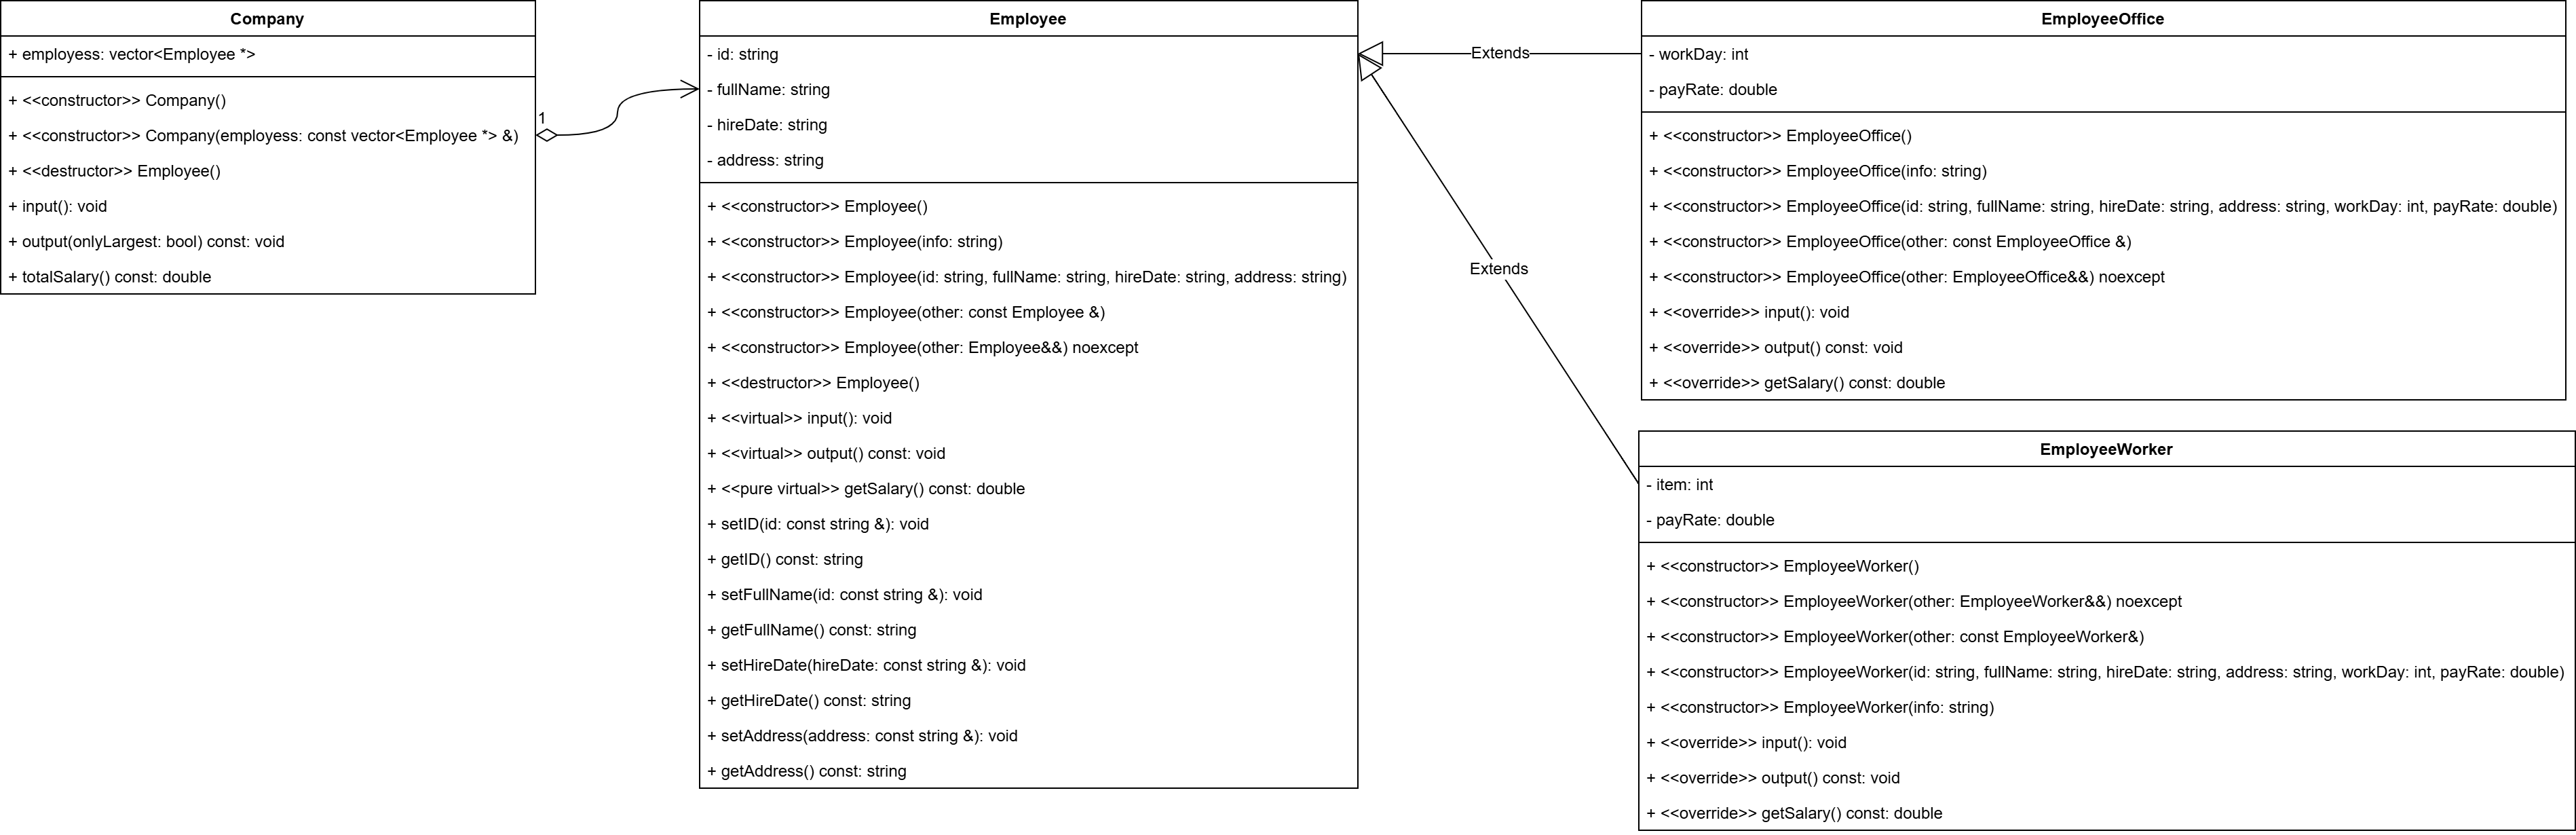 Company
+ employess: vector<Employee *>
+ <<constructor>> Company()
+ <<constructor>> Company(employess: const vector<Employee *> &)
+ <<destructor>> Employee()
+ input(): void
+ output(onlyLargest: bool) const: void
+ totalSalary() const: double
1
Employee
- id: string
- fullName: string
- hireDate: string
- address: string
+ <<constructor>> Employee()
+ <<constructor>> Employee(info: string)
+ <<constructor>> Employee(id: string, fullName: string, hireDate: string, address: string)
+ <<constructor>> Employee(other: const Employee &)
+ <<constructor>> Employee(other: Employee&&) noexcept
+ <<destructor>> Employee()
+ <<virtual>> input(): void
+ <<virtual>> output() const: void
+ <<pure virtual>> getSalary() const: double
+ setID(id: const string &): void
+ getID() const: string
+ setFullName(id: const string &): void
+ getFullName() const: string
+ setHireDate(hireDate: const string &): void
+ getHireDate() const: string
+ setAddress(address: const string &): void
+ getAddress() const: string
Extends
Extends
EmployeeOffice
- workDay: int
- payRate: double
+ <<constructor>> EmployeeOffice()
+ <<constructor>> EmployeeOffice(info: string)
+ <<constructor>> EmployeeOffice(id: string, fullName: string, hireDate: string, address: string, workDay: int, payRate: double)
+ <<constructor>> EmployeeOffice(other: const EmployeeOffice &)
+ <<constructor>> EmployeeOffice(other: EmployeeOffice&&) noexcept
+ <<override>> input(): void
+ <<override>> output() const: void
+ <<override>> getSalary() const: double
EmployeeWorker
- item: int
- payRate: double
+ <<constructor>> EmployeeWorker()
+ <<constructor>> EmployeeWorker(other: EmployeeWorker&&) noexcept
+ <<constructor>> EmployeeWorker(other: const EmployeeWorker&)
+ <<constructor>> EmployeeWorker(id: string, fullName: string, hireDate: string, address: string, workDay: int, payRate: double)
+ <<constructor>> EmployeeWorker(info: string)
+ <<override>> input(): void
+ <<override>> output() const: void
+ <<override>> getSalary() const: double